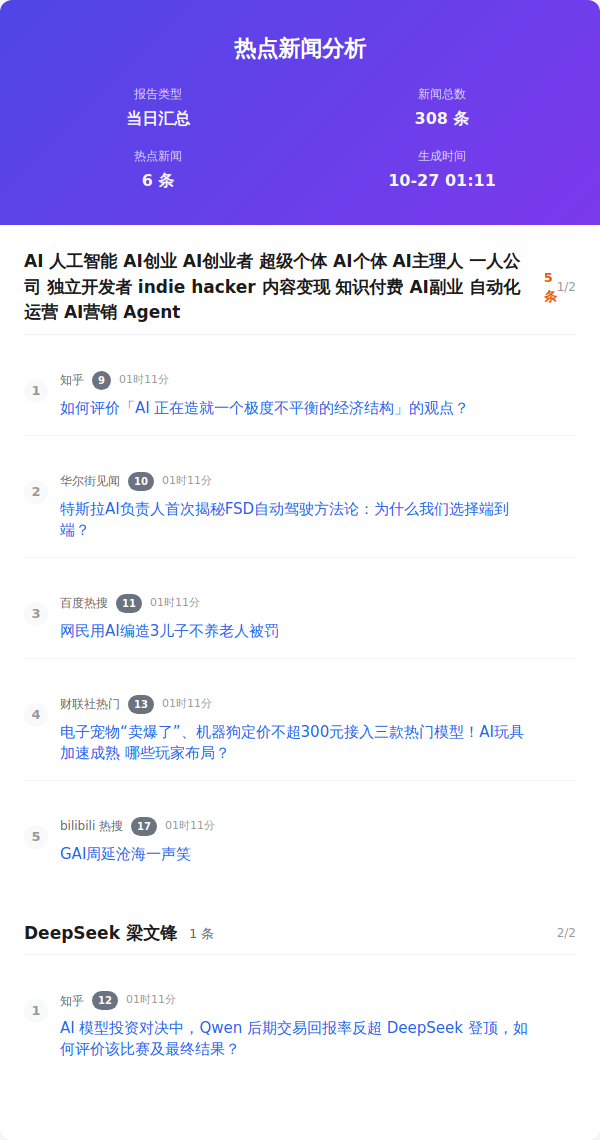 热点新闻分析
报告类型
新闻总数
当日汇总
308 条
热点新闻
生成时间
6 条
10-27 01:11
AI 人工智能 AI创业 AI创业者 超级个体 AI个体 AI主理人 一人公
司 独立开发者 indie hacker 内容变现 知识付费 AI副业 自动化
运营 AI营销 Agent
5
条
1/2
1
知乎 9 01时11分
如何评价「AI 正在造就一个极度不平衡的经济结构」的观点？
2
华尔街见闻 10 01时11分
特斯拉AI负责人首次揭秘FSD自动驾驶方法论：为什么我们选择端到
端？
3
百度热搜 11 01时11分
网民用AI编造3儿子不养老人被罚
4
财联社热门 13 01时11分
电子宠物“卖爆了”、机器狗定价不超300元接入三款热门模型！AI玩具
加速成熟 哪些玩家布局？
5
bilibili 热搜 17 01时11分
GAI周延沧海一声笑
DeepSeek 梁文锋 1 条 2/2
1
知乎 12 01时11分
AI 模型投资对决中，Qwen 后期交易回报率反超 DeepSeek 登顶，如
何评价该比赛及最终结果？